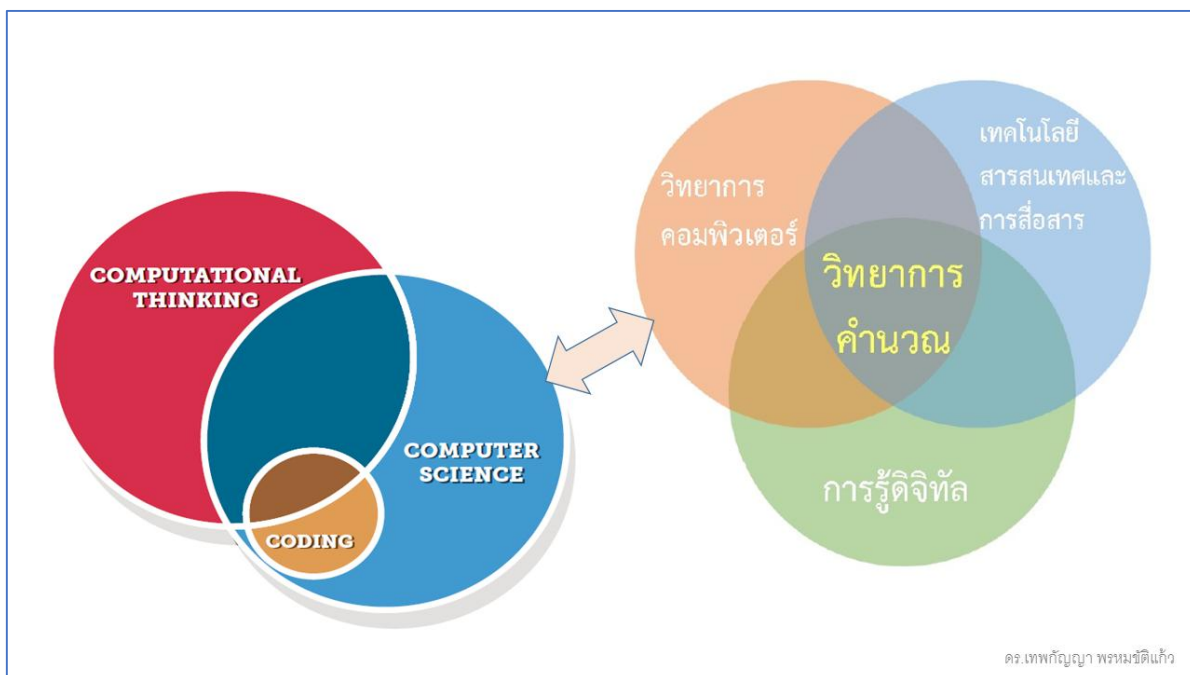 COMPUTATIONAL
THINKING
COMPUTER
SCIENCE
CODING
วิทยาการ
คอมพิวเตอร์
เทคโนโลยี
สารสนเทศและ
การสื่อสาร
วิทยาการ
คำนวณ
การรู้ดิจิทัล
ดร.เทพกัญญา พรหมขัติแก้ว